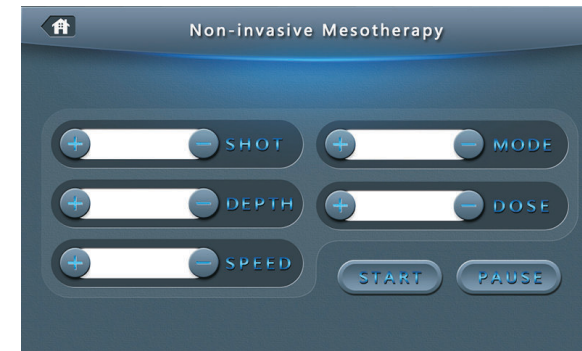 Non-invasive Mesotherapy
+ − SHOT
+ − MODE
+ − DEPTH
+ − DOSE
+ − SPEED
START
PAUSE